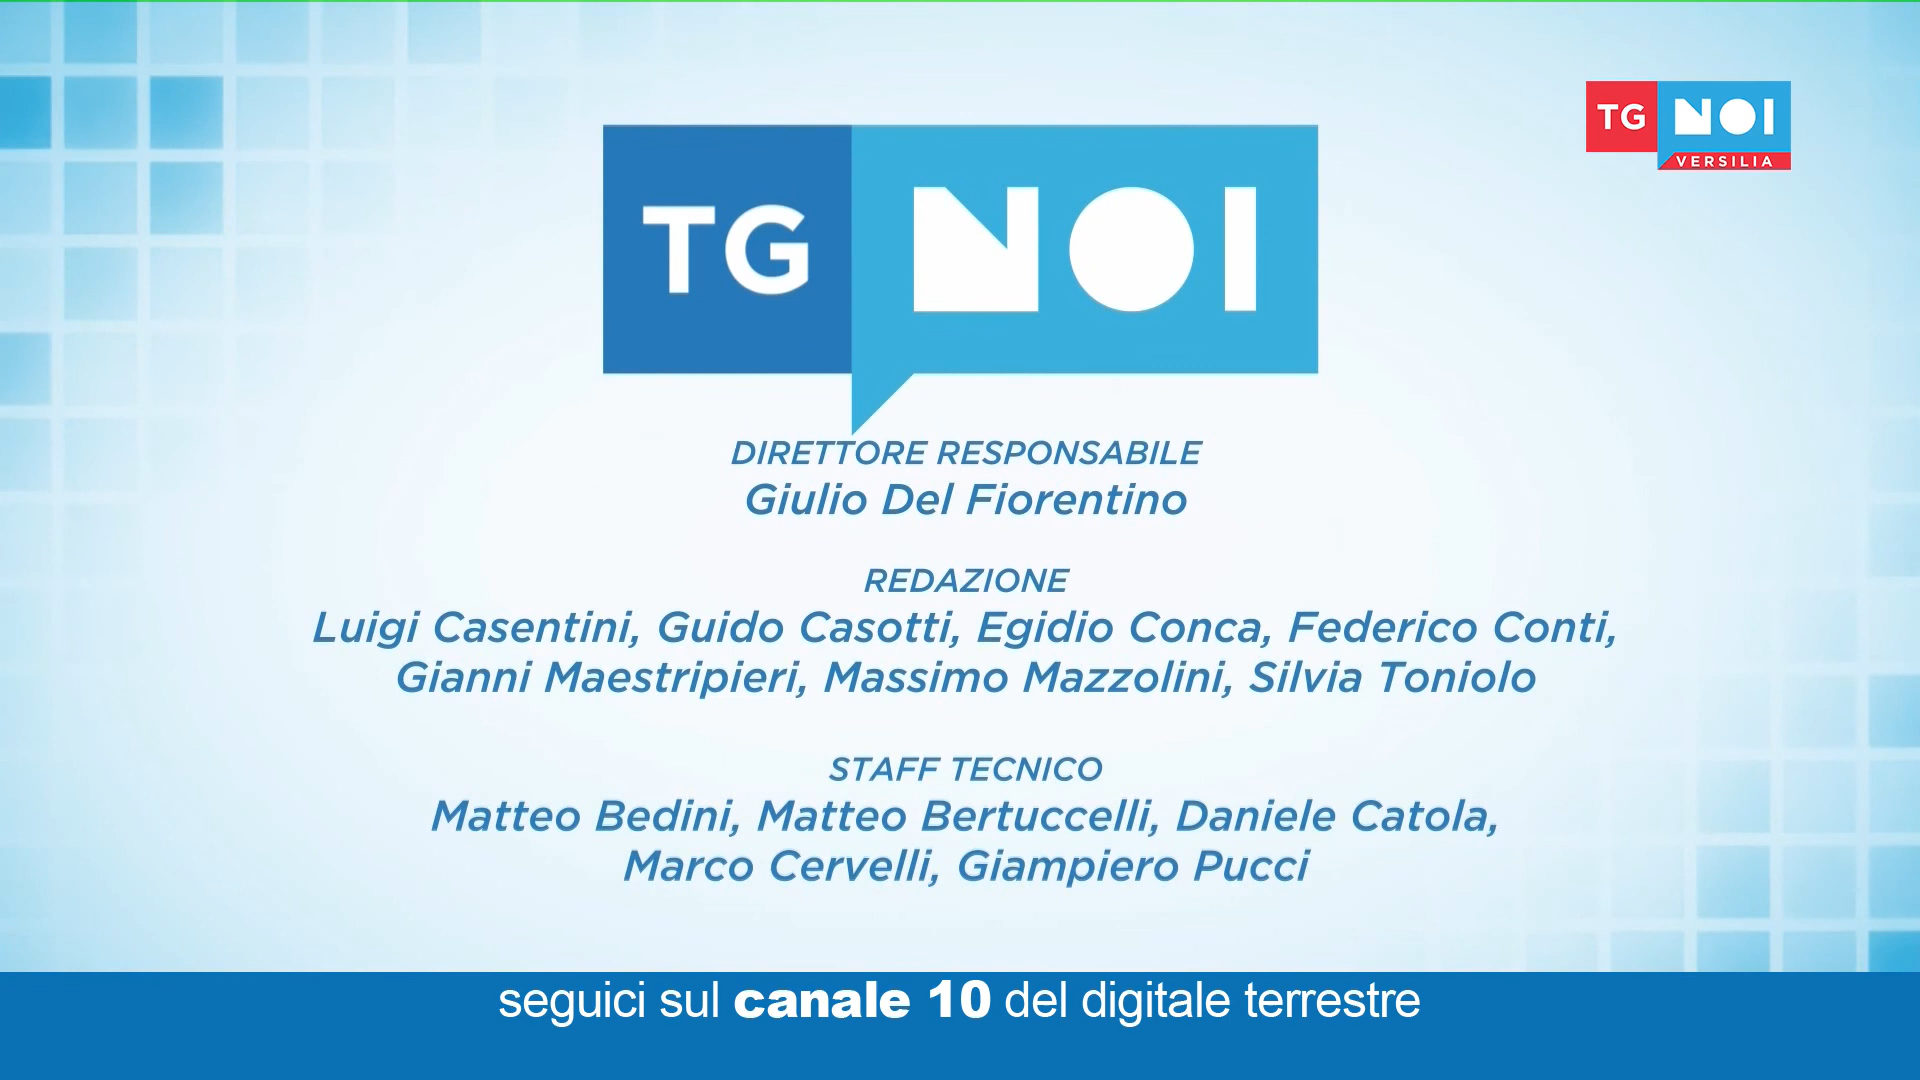 TG NOI
VERSILIA
TG NOI
DIRETTORE RESPONSABILE
Giulio Del Fiorentino
REDAZIONE
Luigi Casentini, Guido Casotti, Egidio Conca, Federico Conti,
Gianni Maestripieri, Massimo Mazzolini, Silvia Toniolo
STAFF TECNICO
Matteo Bedini, Matteo Bertuccelli, Daniele Catola,
Marco Cervelli, Giampiero Pucci
seguici sul canale 10 del digitale terrestre